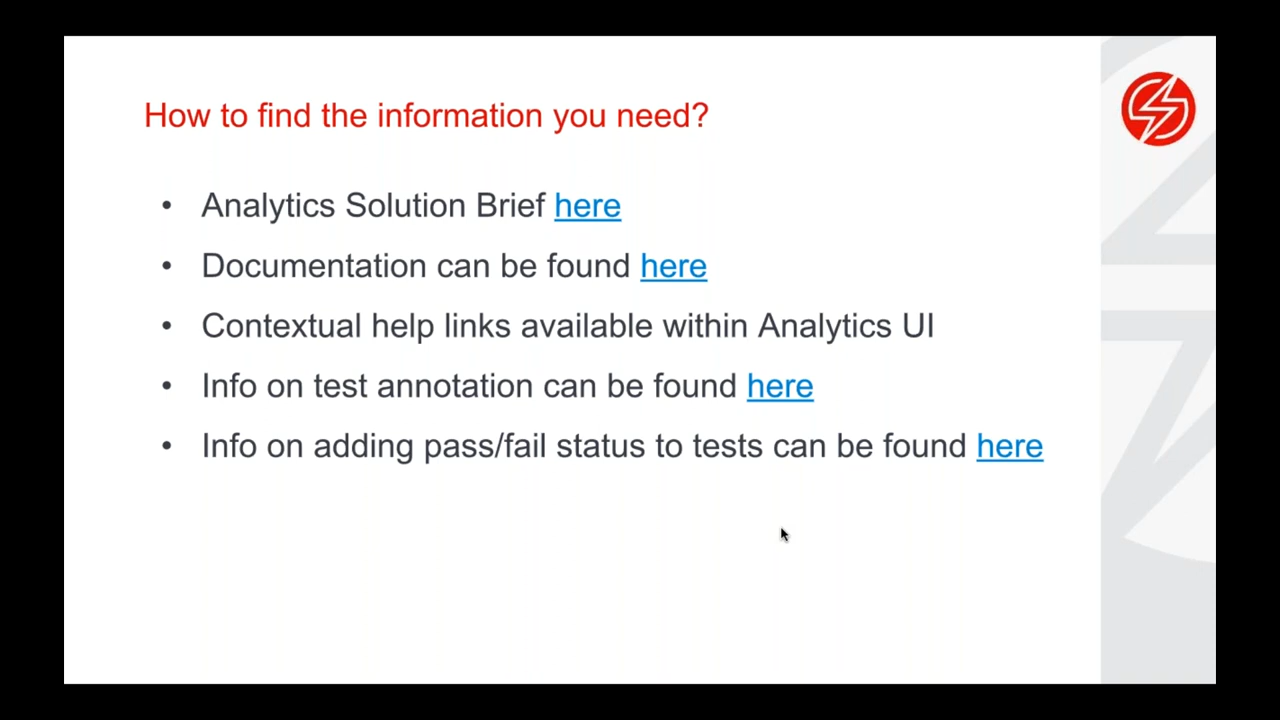 How to find the information you need?
• Analytics Solution Brief here
• Documentation can be found here
• Contextual help links available within Analytics UI
• Info on test annotation can be found here
• Info on adding pass/fail status to tests can be found here